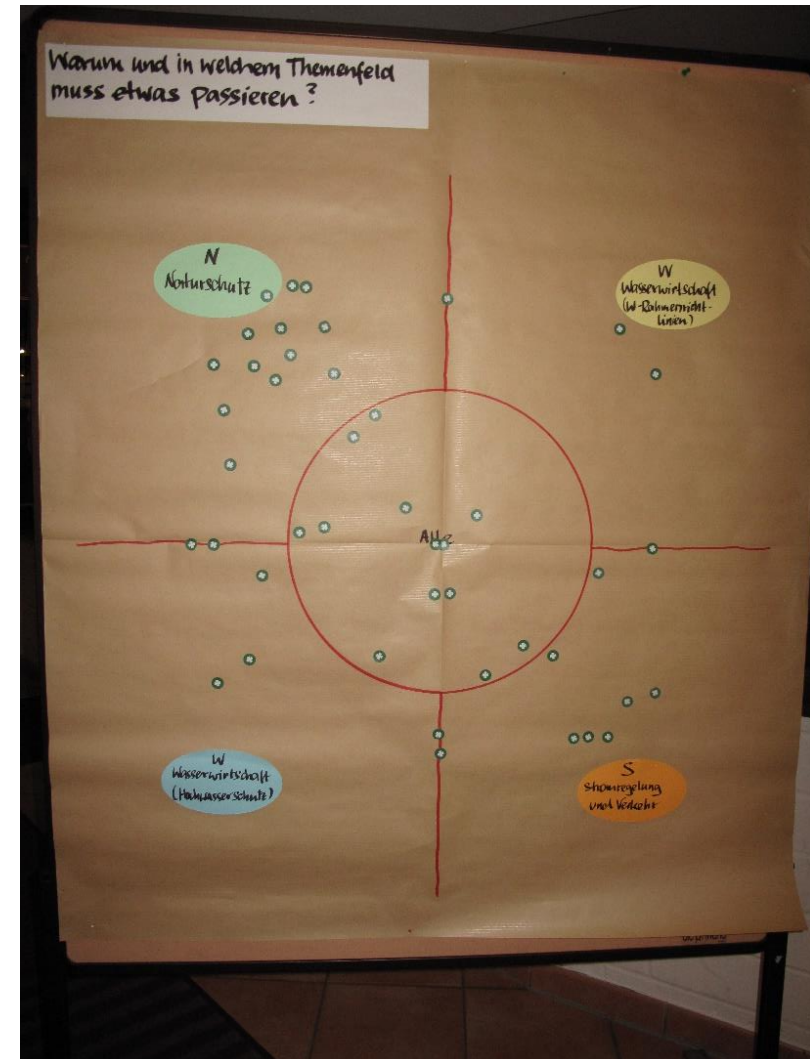 Warum und in welchem Themenfeld
muss etwas passieren?
N
Naturschutz
W
Wasserwirtschaft
(W-Rahmenricht-
linien)
Alle
W
Wasserwirtschaft
(Hochwasserschutz)
S
Stromregelung
und Verkehr